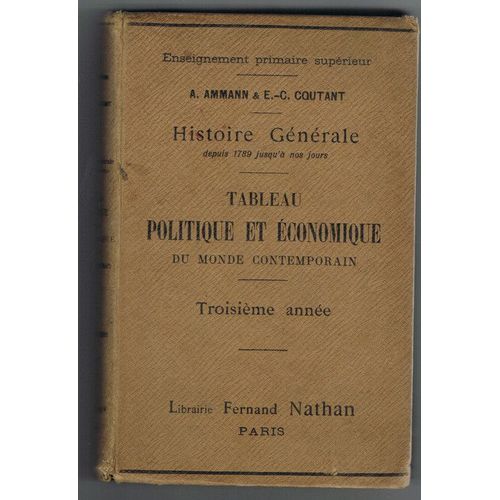 Enseignement primaire supérieur
A. AMMANN & E.-C. COUTANT
Histoire Générale
depuis 1789 jusqu'à nos jours
TABLEAU
POLITIQUE ET ÉCONOMIQUE
DU MONDE CONTEMPORAIN
Troisième année
Librairie Fernand Nathan
PARIS